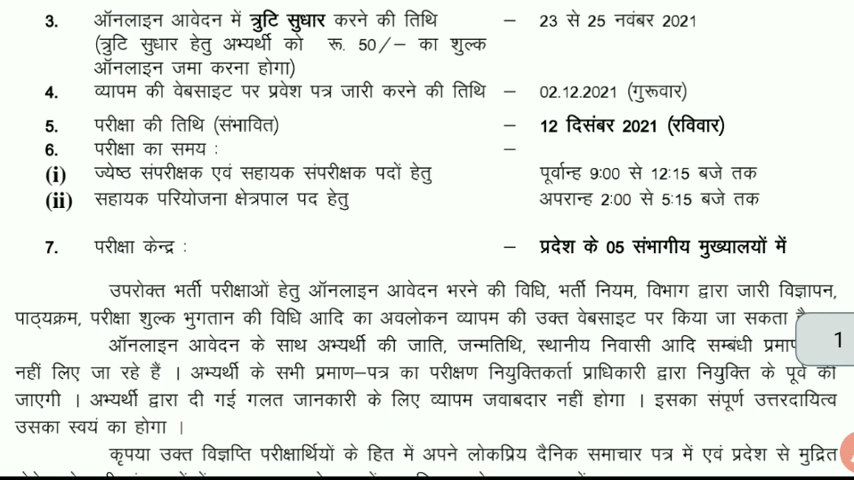 3. ऑनलाइन आवेदन में त्रुटि सुधार करने की तिथि – 23 से 25 नवंबर 2021
(त्रुटि सुधार हेतु अभ्यर्थी को रू. 50/– का शुल्क
ऑनलाइन जमा करना होगा)
4. व्यापम की वेबसाइट पर प्रवेश पत्र जारी करने की तिथि – 02.12.2021 (गुरूवार)
5. परीक्षा की तिथि (संभावित) – 12 दिसंबर 2021 (रविवार)
6. परीक्षा का समय : –
(i) ज्येष्ठ संपरीक्षक एवं सहायक संपरीक्षक पदों हेतु पूर्वान्ह 9:00 से 12:15 बजे तक
(ii) सहायक परियोजना क्षेत्रपाल पद हेतु अपरान्ह 2:00 से 5:15 बजे तक
7. परीक्षा केन्द्र : – प्रदेश के 05 संभागीय मुख्यालयों में
उपरोक्त भर्ती परीक्षाओं हेतु ऑनलाइन आवेदन भरने की विधि, भर्ती नियम, विभाग द्वारा जारी विज्ञापन,
पाठ्यक्रम, परीक्षा शुल्क भुगतान की विधि आदि का अवलोकन व्यापम की उक्त वेबसाइट पर किया जा सकता
ऑनलाइन आवेदन के साथ अभ्यर्थी की जाति, जन्मतिथि, स्थानीय निवासी आदि सम्बंधी 1
नहीं लिए जा रहे हैं । अभ्यर्थी के सभी प्रमाण–पत्र का परीक्षण नियुक्तिकर्ता प्राधिकारी द्वारा नियुक्ति के पूर्व की
जाएगी । अभ्यर्थी द्वारा दी गई गलत जानकारी के लिए व्यापम जवाबदार नहीं होगा । इसका संपूर्ण उत्तरदायित्व
उसका स्वयं का होगा ।
कृपया उक्त विज्ञप्ति परीक्षार्थियों के हित में अपने लोकप्रिय दैनिक समाचार पत्र में एवं प्रदेश से मुद्रित